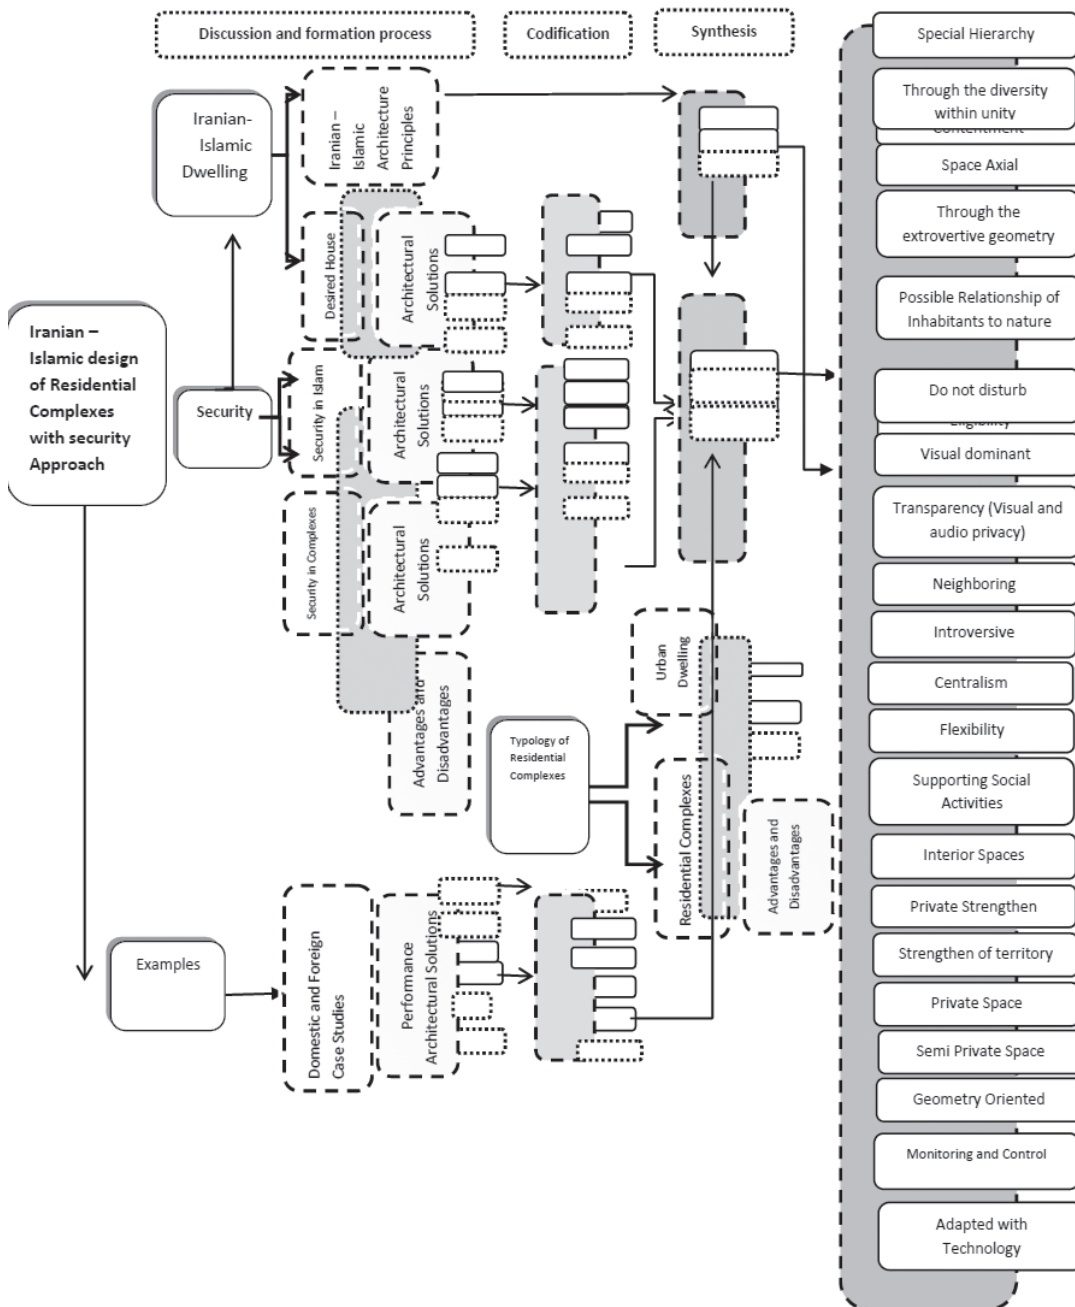 Discussion and formation process
Codification
Synthesis
Iranian –
Islamic design
of Residential
Complexes
with security
Approach
Iranian-
Islamic
Dwelling
Security
Examples
Iranian –
Islamic
Architecture
Principles
Desired House
Architectural
Solutions
Security in Islam
Architectural
Solutions
Security in Complexes
Architectural
Solutions
Advantages and
Disadvantages
Typology of
Residential
Complexes
Urban
Dwelling
Residential Complexes
Advantages and
Disadvantages
Domestic and Foreign
Case Studies
Performance
Architectural Solutions
Special Hierarchy
Through the diversity
within unity
Contentment
Space Axial
Through the
extrovertive geometry
Possible Relationship of
Inhabitants to nature
Do not disturb
Eligibility
Visual dominant
Transparency (Visual and
audio privacy)
Neighboring
Introversive
Centralism
Flexibility
Supporting Social
Activities
Interior Spaces
Private Strengthen
Strengthen of territory
Private Space
Semi Private Space
Geometry Oriented
Monitoring and Control
Adapted with
Technology